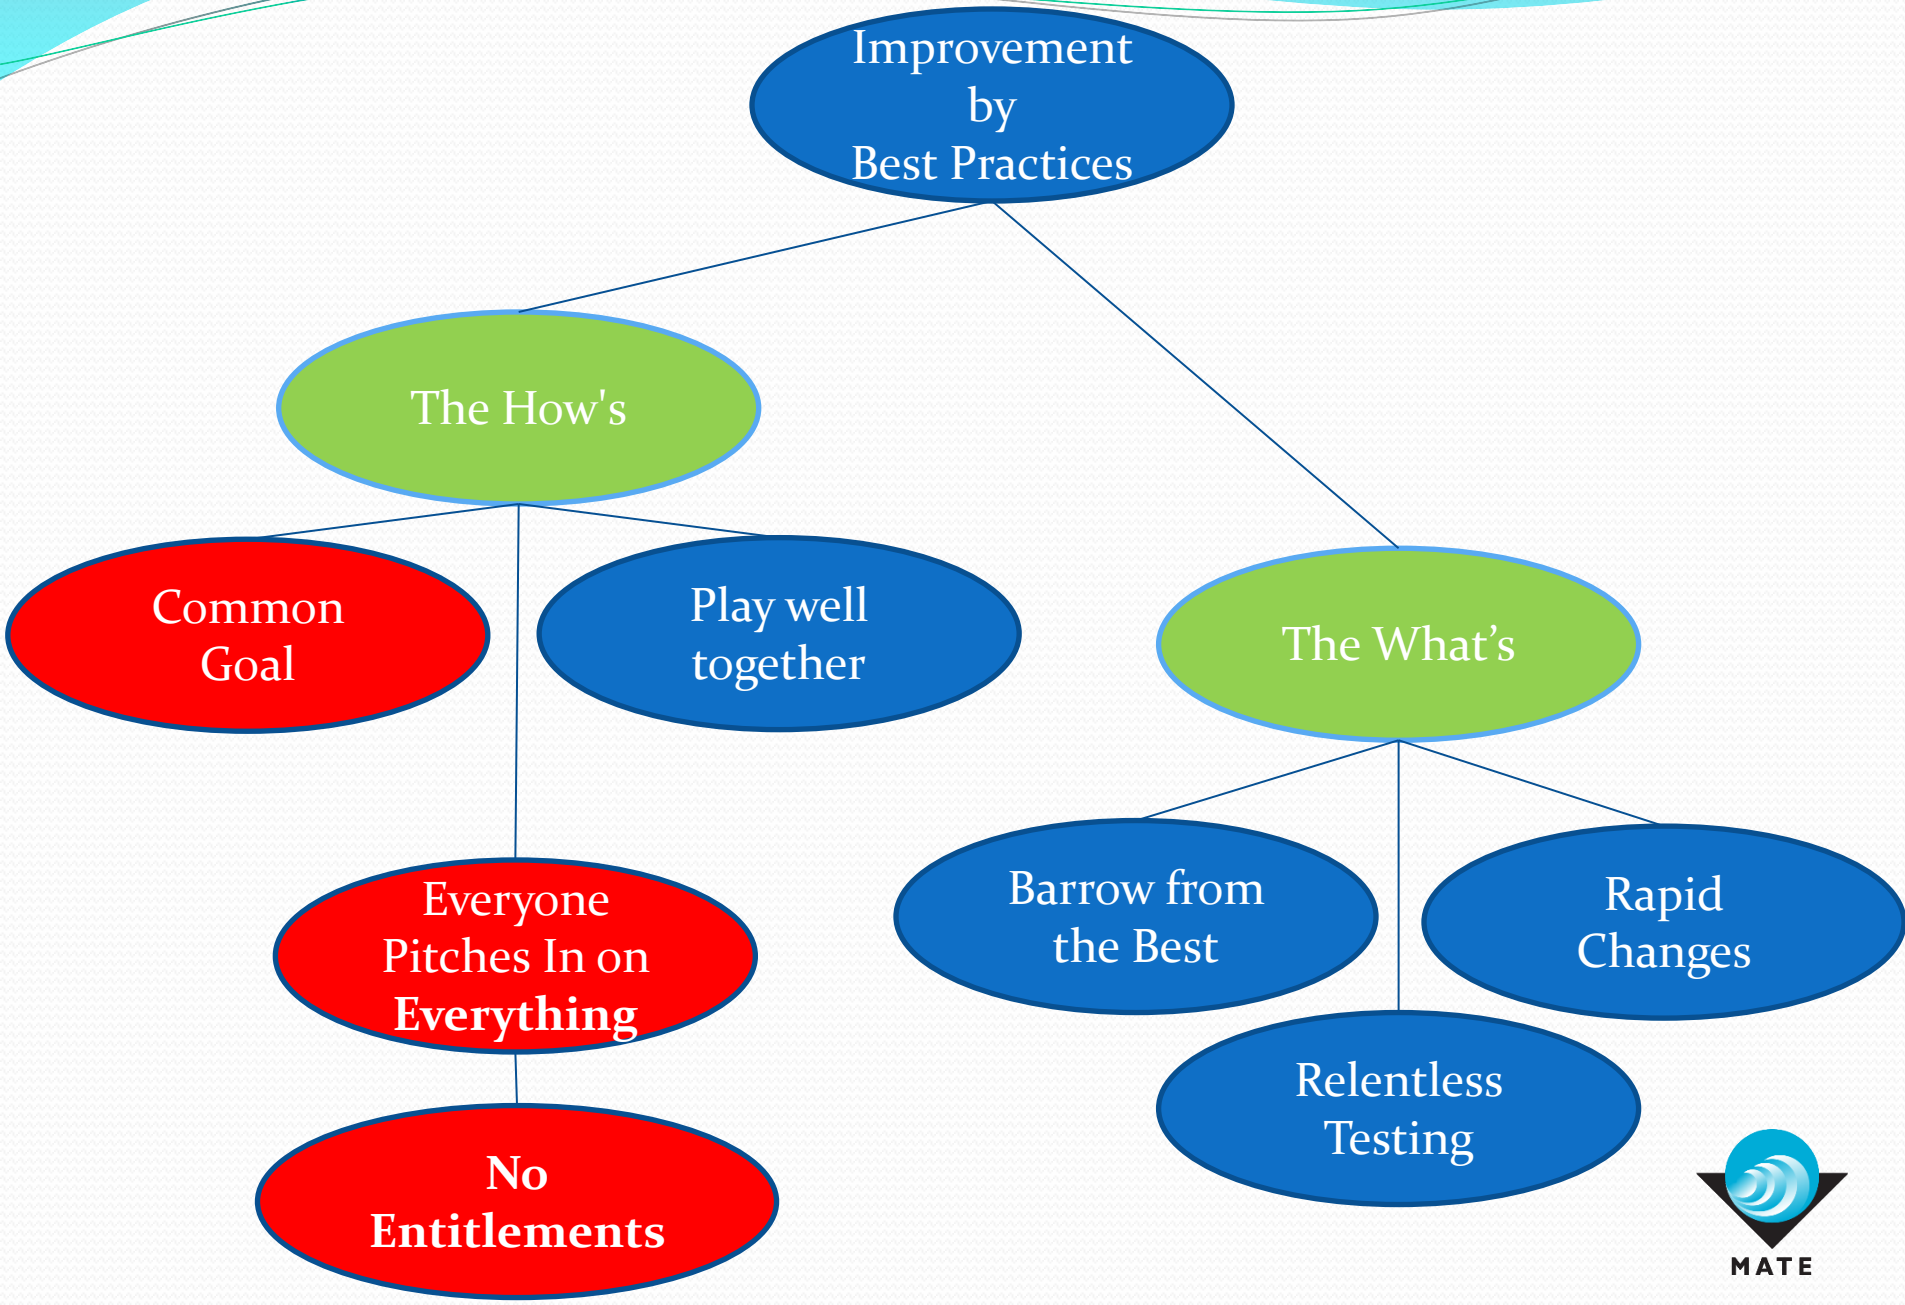 Improvement
by
Best Practices
The How's
Common
Goal
Play well
together
The What’s
Everyone
Pitches In on
Everything
Barrow from
the Best
Rapid
Changes
Relentless
Testing
No
Entitlements
MATE